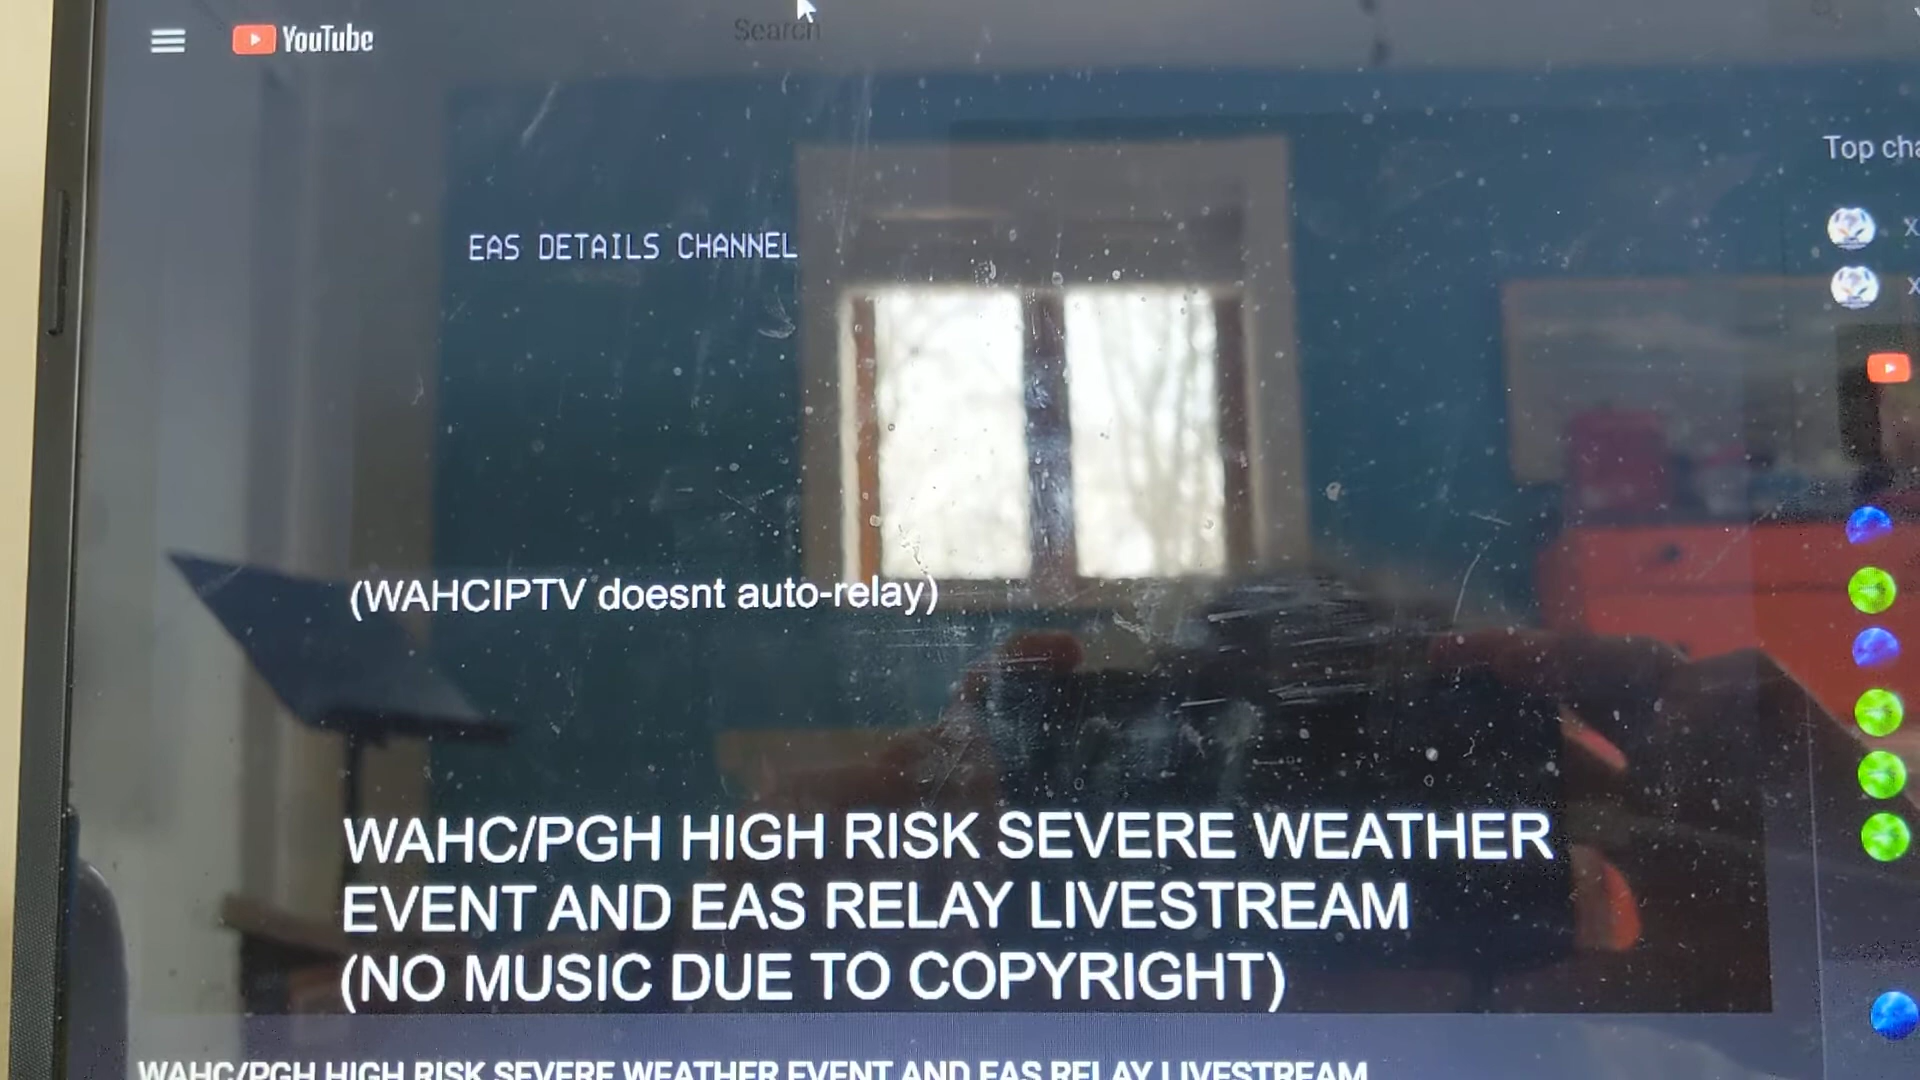 YouTube
Search
Top cha
EAS DETAILS CHANNEL
X
X
(WAHCIPTV doesnt auto-relay)
WAHC/PGH HIGH RISK SEVERE WEATHER
EVENT AND EAS RELAY LIVESTREAM
(NO MUSIC DUE TO COPYRIGHT)
WAHC/PGH HIGH RISK SEVERE WEATHER EVENT AND EAS RELAY LIVESTREAM